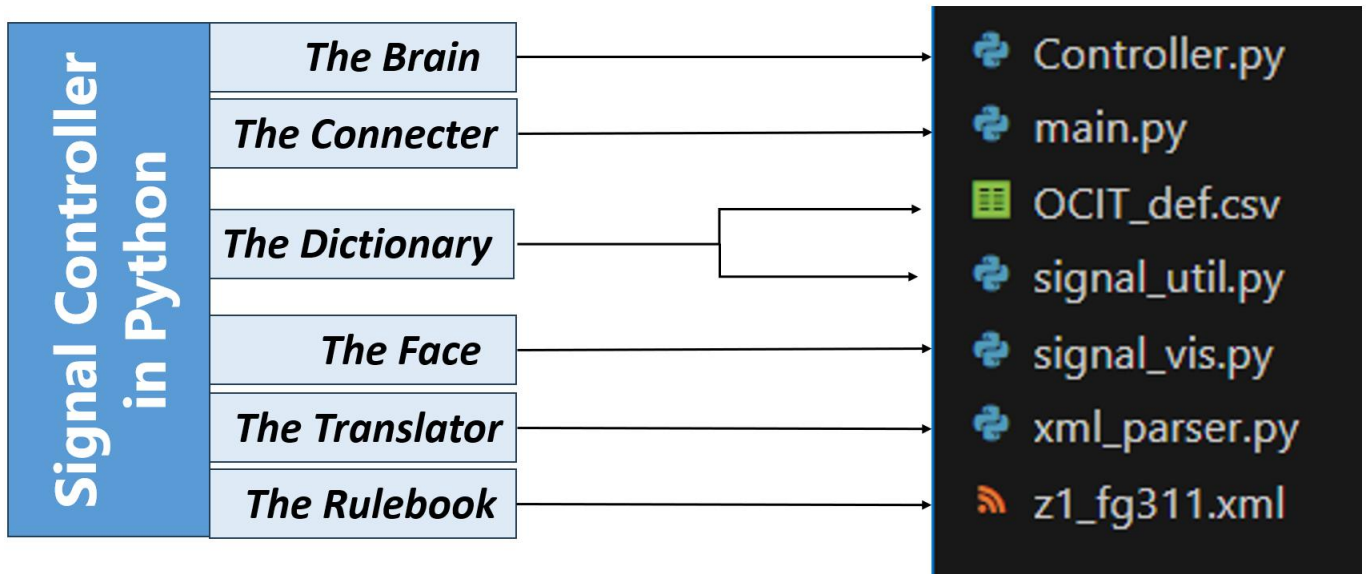 Signal Controller
in Python
The Brain
The Connecter
The Dictionary
The Face
The Translator
The Rulebook
Controller.py
main.py
OCIT_def.csv
signal_util.py
signal_vis.py
xml_parser.py
z1_fg311.xml